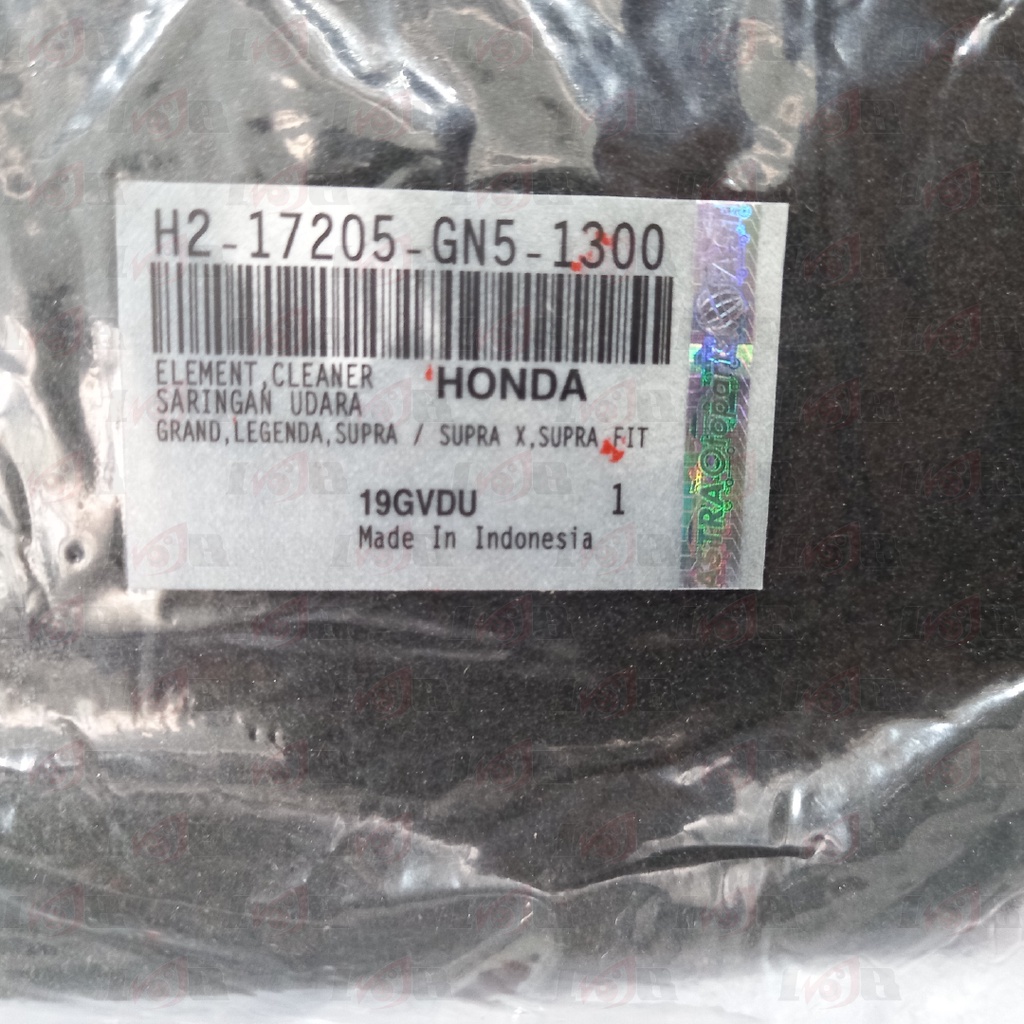 H2-17205-GN5-1300
ELEMENT,CLEANER
HONDA
SARINGAN UDARA
GRAND,LEGENDA,SUPRA / SUPRA X,SUPRA FIT
19GVDU 1
Made In Indonesia
ASTRA Otoparts